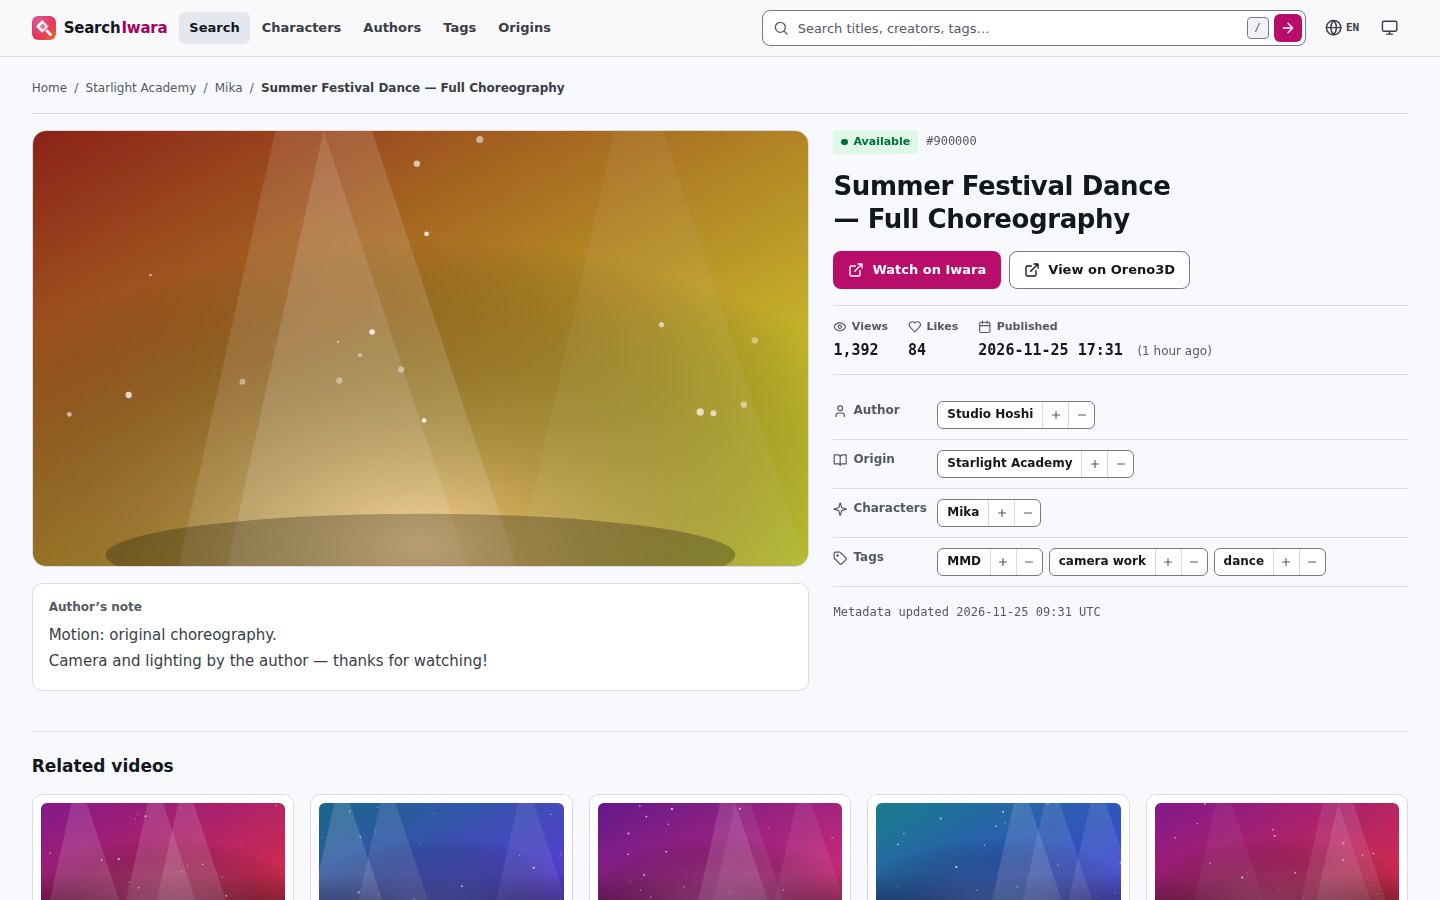 SearchIwara
Search
Characters
Authors
Tags
Origins
Search titles, creators, tags…
/
EN
Home / Starlight Academy / Mika / Summer Festival Dance — Full Choreography
Available
#900000
Summer Festival Dance
— Full Choreography
Watch on Iwara
View on Oreno3D
Views
Likes
Published
1,392
84
2026-11-25 17:31 (1 hour ago)
Author
Studio Hoshi + −
Origin
Starlight Academy + −
Characters
Mika + −
Tags
MMD + −
camera work + −
dance + −
Metadata updated 2026-11-25 09:31 UTC
Author’s note
Motion: original choreography.
Camera and lighting by the author — thanks for watching!
Related videos